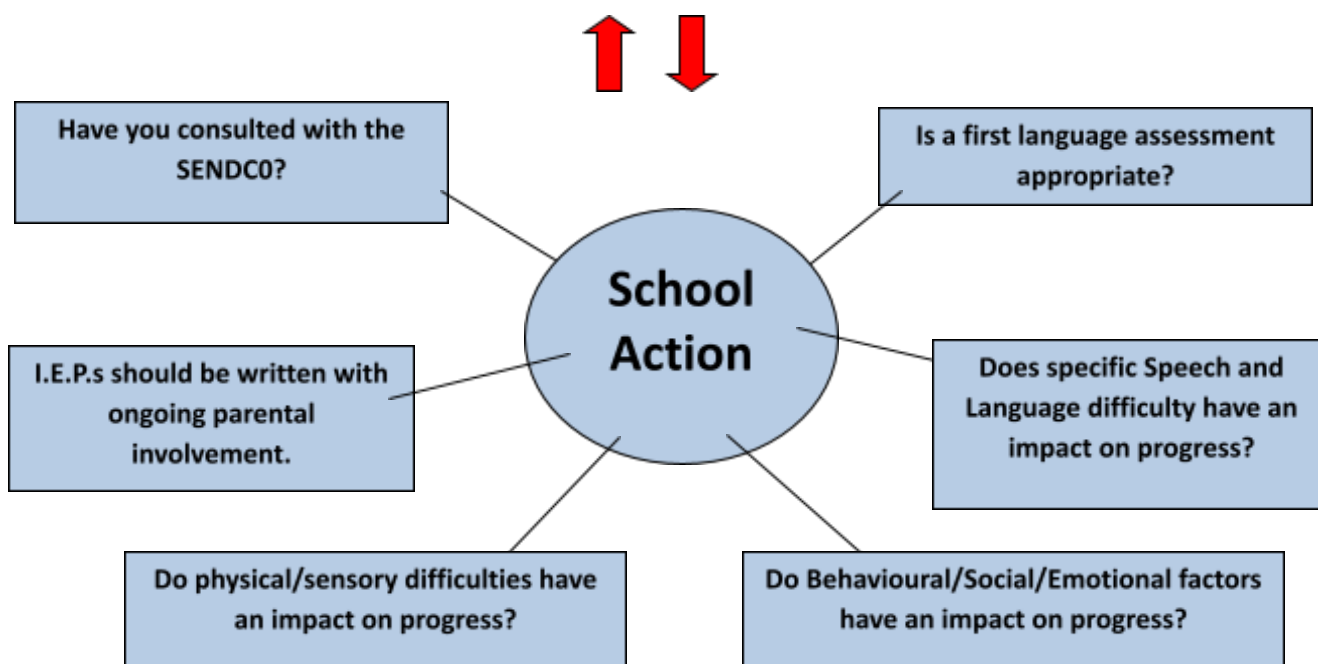 Have you consulted with the
SENDC0?
Is a first language assessment
appropriate?
School
Action
I.E.P.s should be written with
ongoing parental
involvement.
Does specific Speech and
Language difficulty have an
impact on progress?
Do physical/sensory difficulties have
an impact on progress?
Do Behavioural/Social/Emotional factors
have an impact on progress?